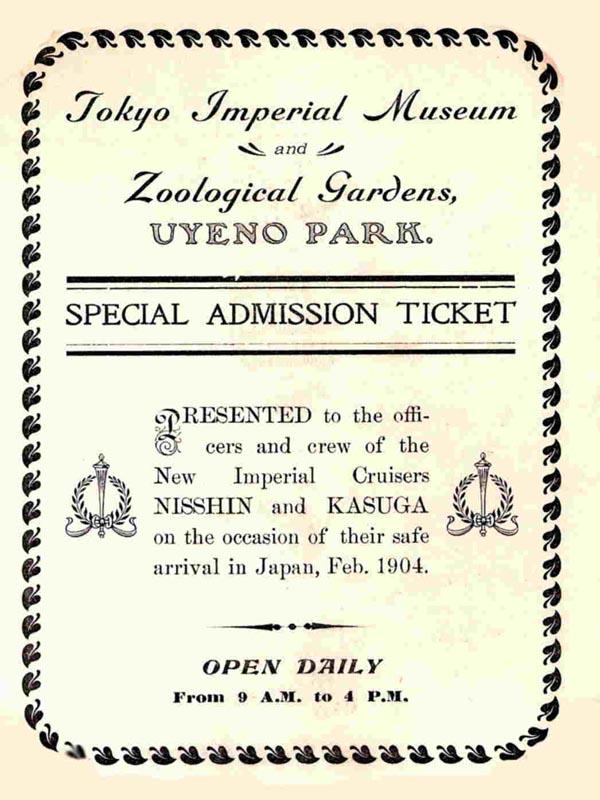 Tokyo Imperial Museum
and
Zoological Gardens,
UYENO PARK.
SPECIAL ADMISSION TICKET
PRESENTED to the offi-
cers and crew of the
New Imperial Cruisers
NISSHIN and KASUGA
on the occasion of their safe
arrival in Japan, Feb. 1904.
OPEN DAILY
From 9 A.M. to 4 P.M.